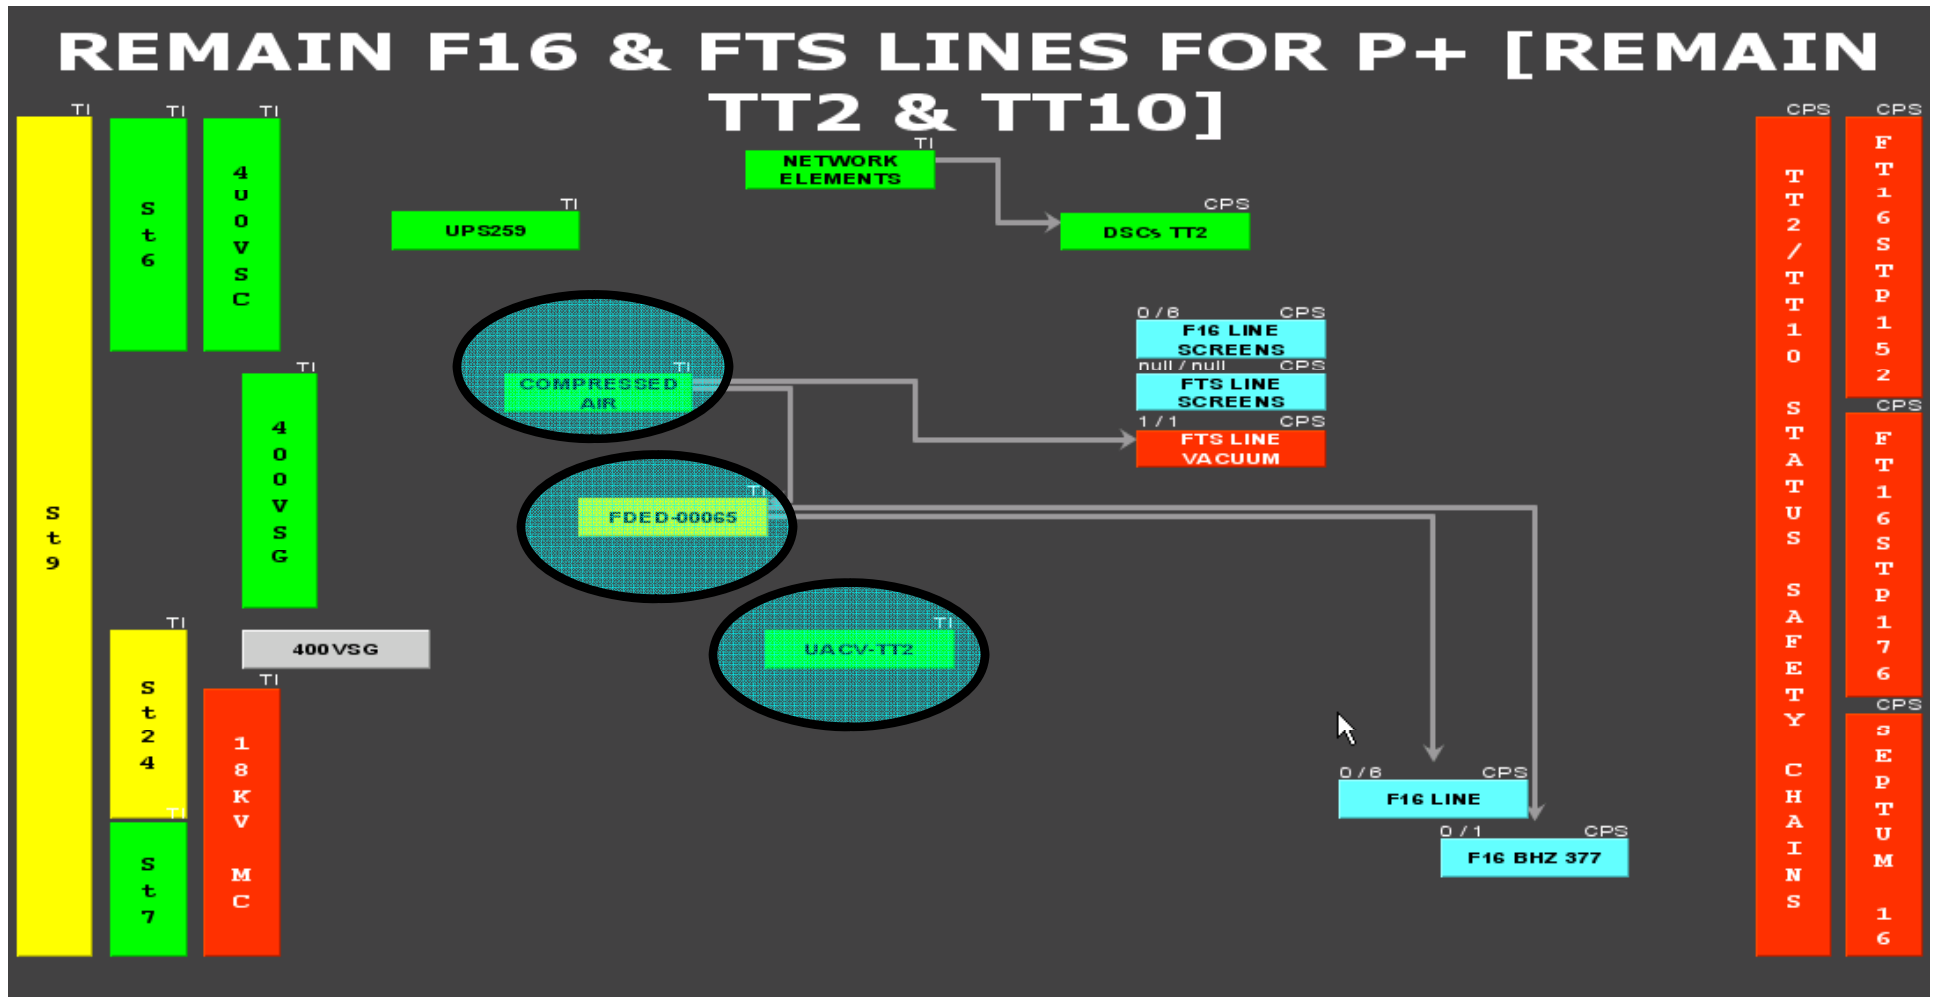 REMAIN F16 & FTS LINES FOR P+ [REMAIN
TT2 & TT10]
TI
St9
TI
St6
TI
400VSC
TI
NETWORK
ELEMENTS
TI
UPS259
CPS
DSCs TT2
TI
COMPRESSED
AIR
TI
400VSG
0/6 CPS
F16 LINE
SCREENS
null / null CPS
FTS LINE
SCREENS
1/1 CPS
FTS LINE
VACUUM
TI
FDED-00065
TI
UACV-TT2
400VSG
TI
St24
TI
St7
TI
18KV MC
0/6 CPS
F16 LINE
0/1 CPS
F16 BHZ 377
CPS
TT2/TT10 STATUS SAFETY CHAINS
CPS
FT16STP152
CPS
FT16STP176
CPS
SEPTUM 16